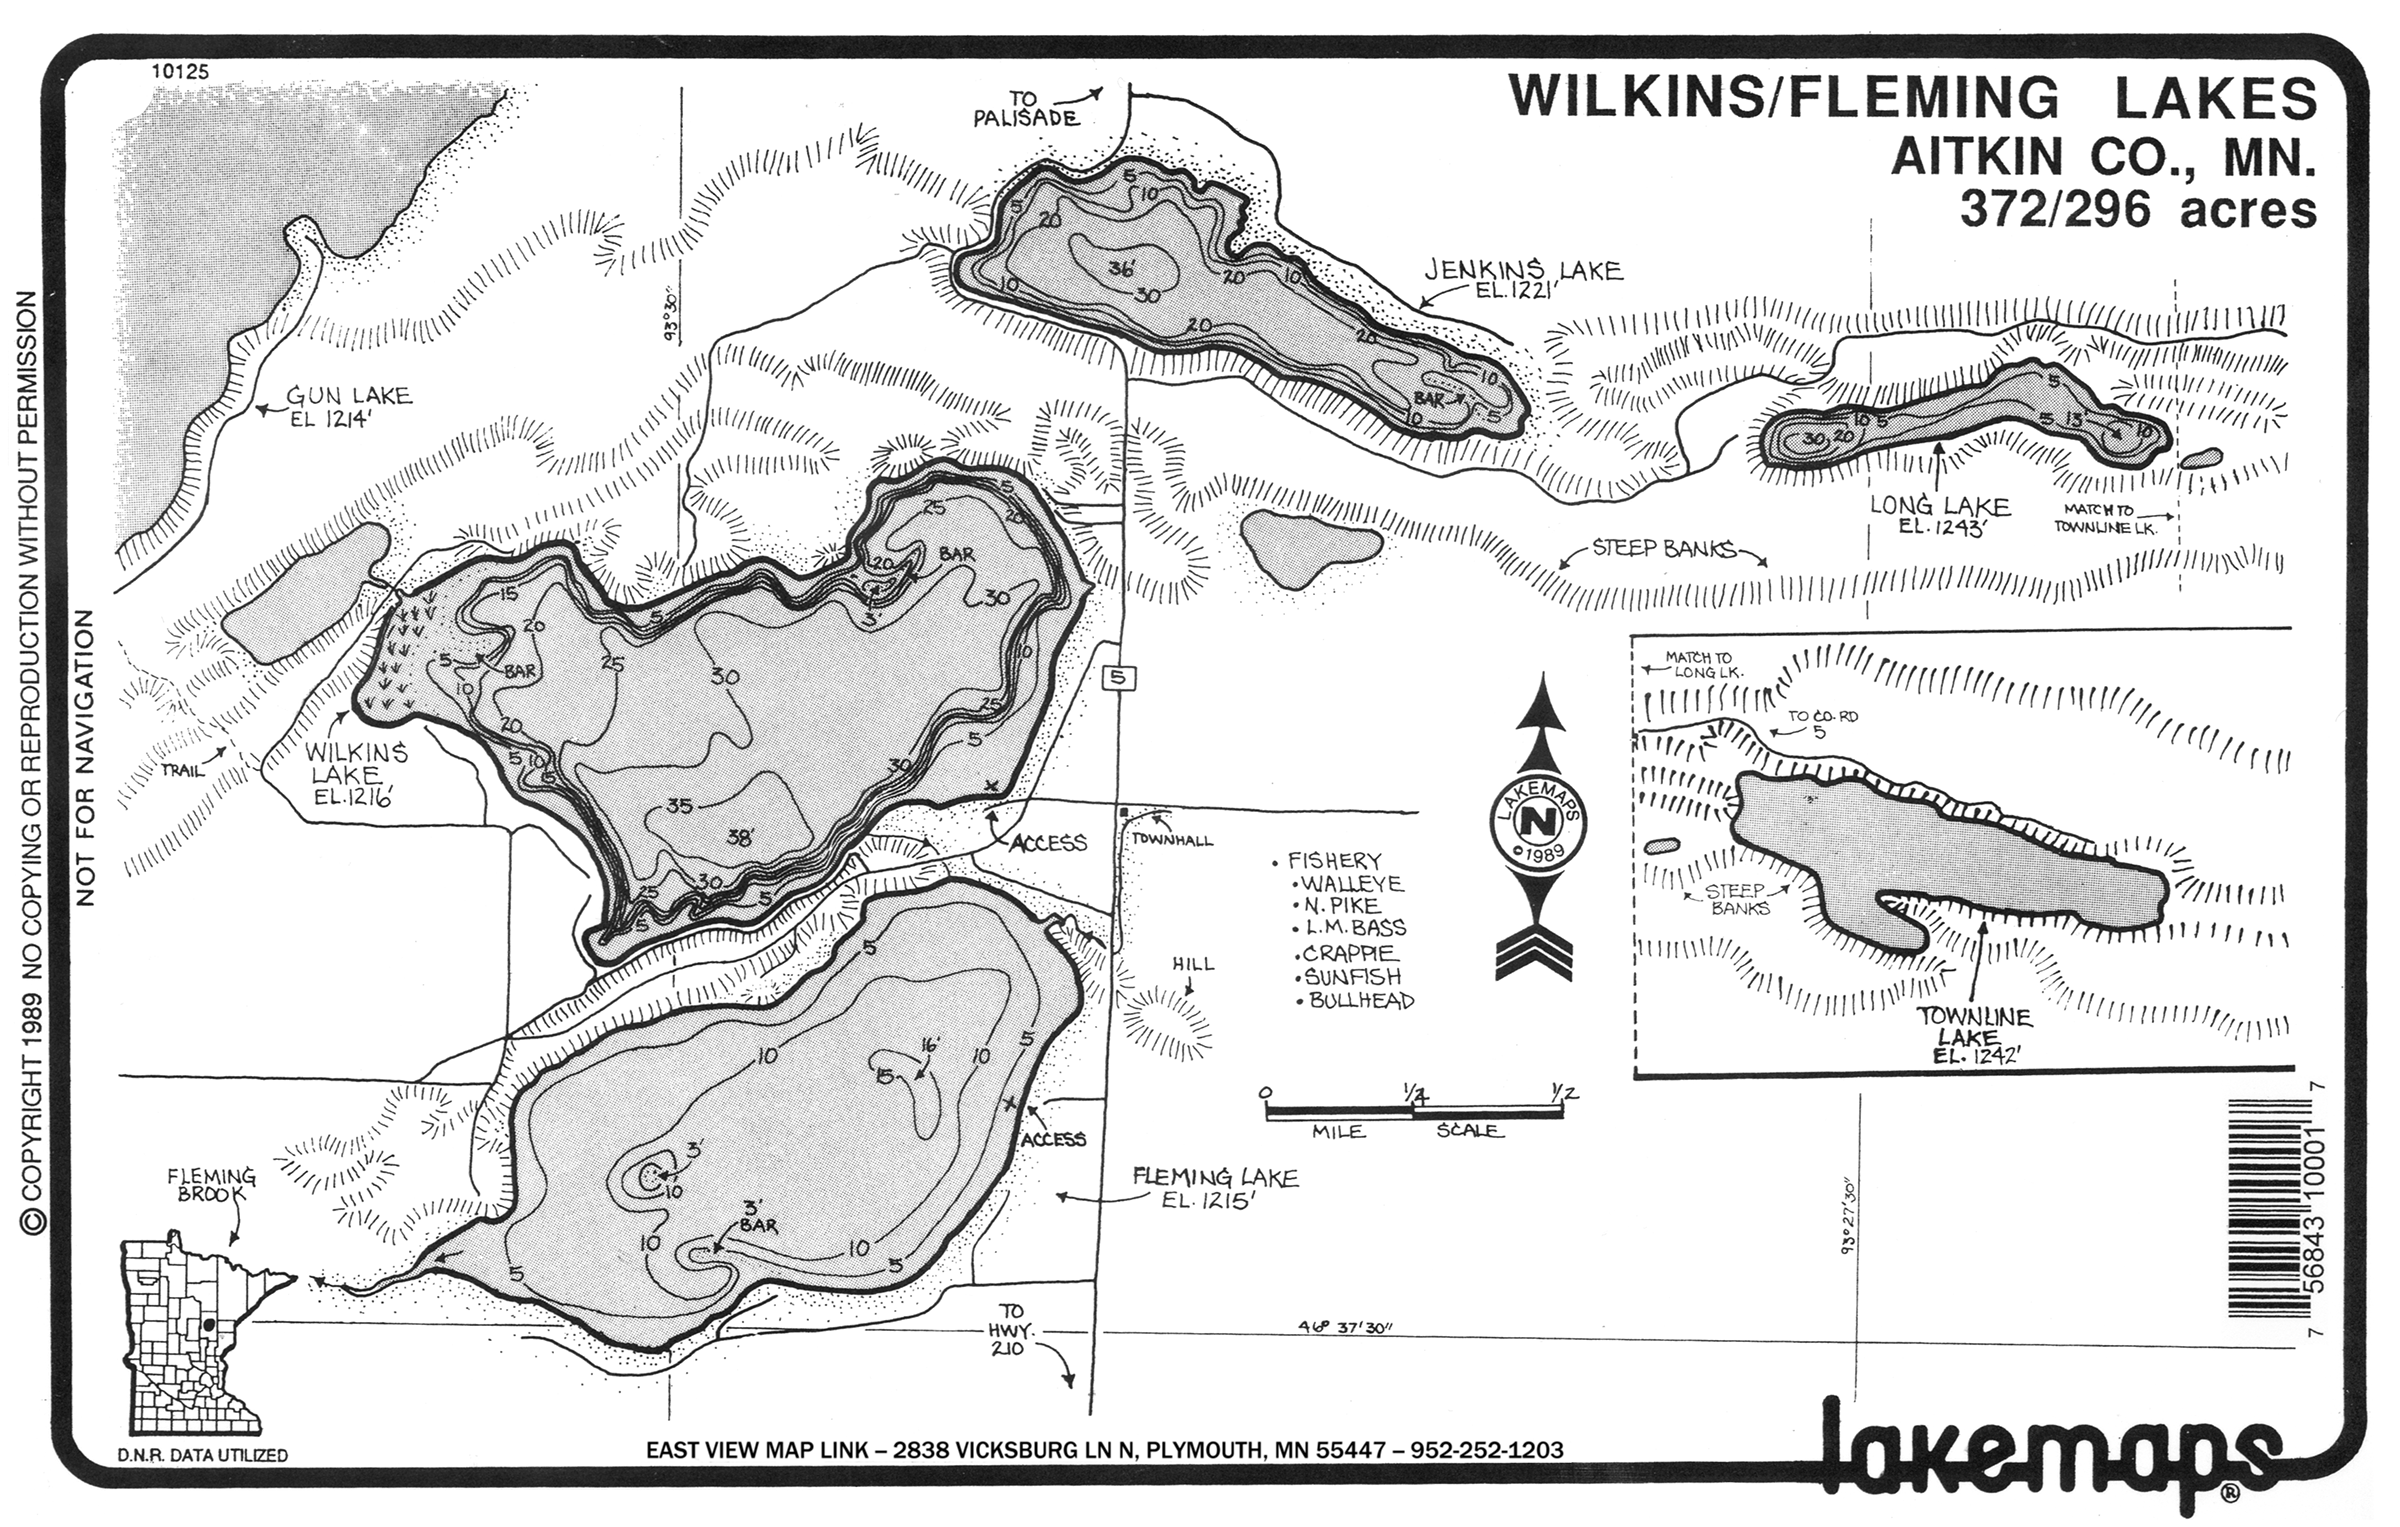 10125
WILKINS/FLEMING LAKES
AITKIN CO., MN.
372/296 acres
TO
PALISADE
5
10
5
20
36'
30
10
20
10
20
20
10
BAR
5
10
JENKINS LAKE
EL. 1221'
93° 30"
GUN LAKE
EL 1214'
5
10 5
30 20
5
13'
10
LONG LAKE
EL. 1243'
MATCH TO
TOWNLINE LK.
STEEP BANKS
5
25
20
20
BAR
3'
30
15
20
5
BAR
10
5
25
30
10
25
5
20
5 10
15
30
35
38'
25
30
5
5
WILKINS
LAKE
EL. 1216'
TRAIL
5
ACCESS
TOWNHALL
MATCH TO
LONG LK.
TO CO. RD
5
STEEP
BANKS
TOWNLINE
LAKE
EL. 1242'
LAKEMAPS
N
©1989
• FISHERY
• WALLEYE
• N. PIKE
• L.M. BASS
• CRAPPIE
• SUNFISH
• BULLHEAD
HILL
5
10
16'
15
10
5
3'
10
3'
BAR
10
10
5
5
ACCESS
FLEMING LAKE
EL. 1215'
0 1/4 1/2
MILE SCALE
FLEMING
BROOK
TO
HWY.
210
46° 37'30"
93° 27'30"
7 56843 10001 7
D.N.R. DATA UTILIZED
EAST VIEW MAP LINK – 2838 VICKSBURG LN N, PLYMOUTH, MN 55447 – 952-252-1203
lakemaps®
© COPYRIGHT 1989 NO COPYING OR REPRODUCTION WITHOUT PERMISSION
NOT FOR NAVIGATION